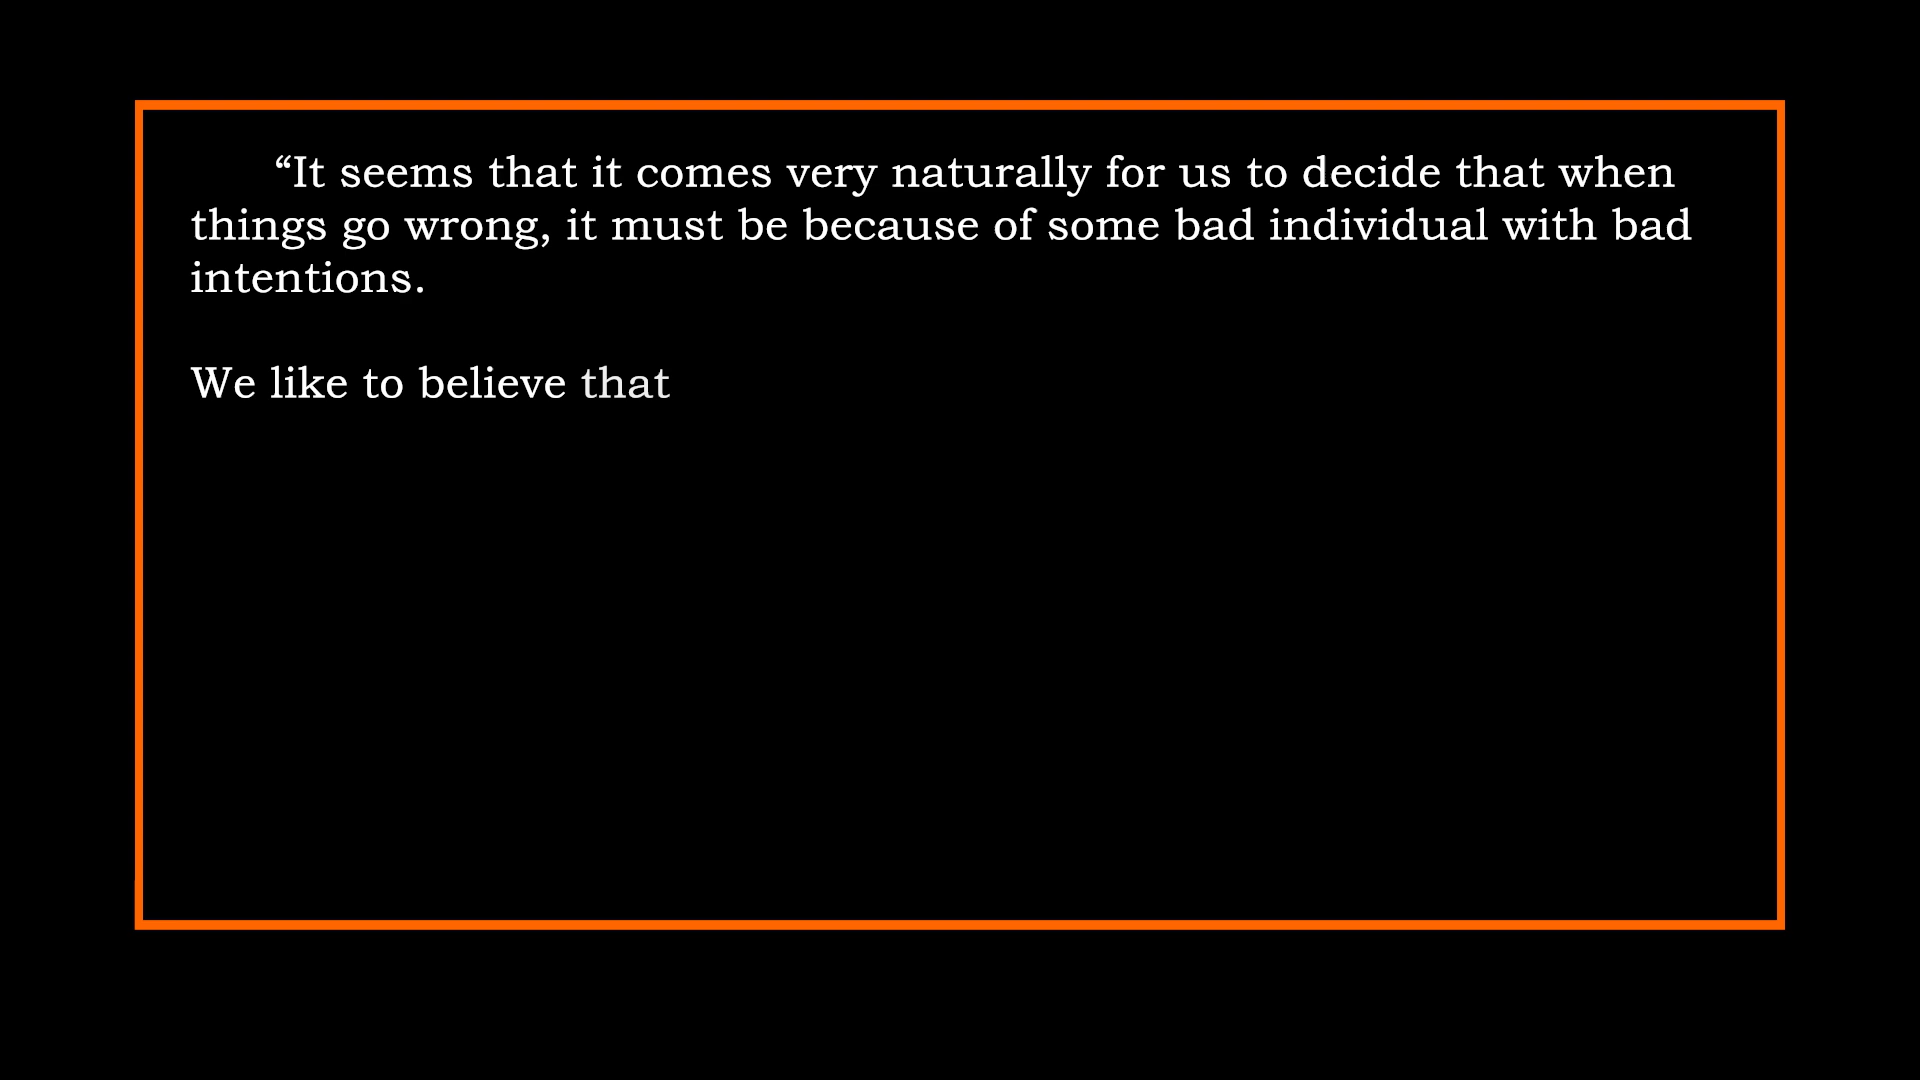 “It seems that it comes very naturally for us to decide that when
things go wrong, it must be because of some bad individual with bad
intentions.
We like to believe that